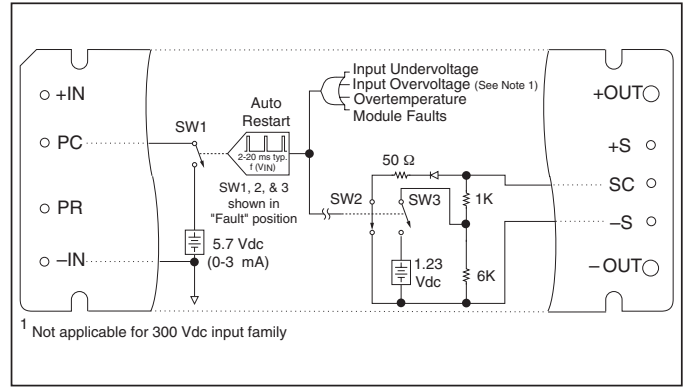 +IN
PC
PR
–IN
SW1
Auto
Restart
2-20 ms typ.
f (VIN)
SW1, 2, & 3
shown in
"Fault" position
5.7 Vdc
(0-3 mA)
Input Undervoltage
Input Overvoltage (See Note 1)
Overtemperature
Module Faults
50 Ω
SW2
SW3
1K
1.23
Vdc
6K
+OUT
+S
SC
–S
–OUT
1 Not applicable for 300 Vdc input family